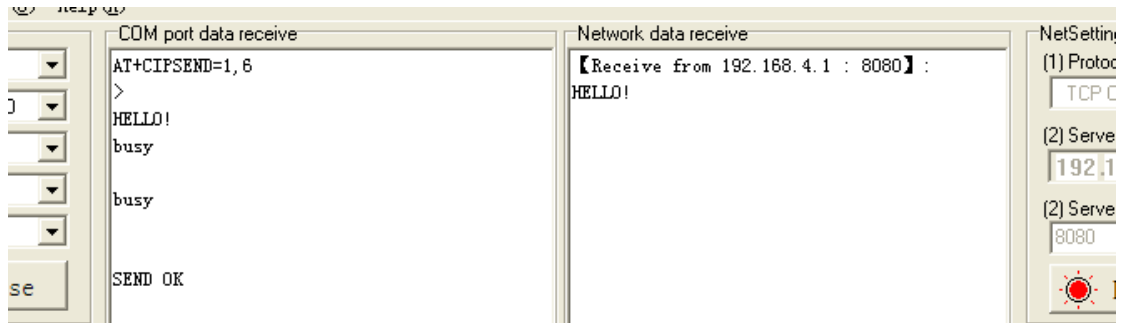 COM port data receive
AT+CIPSEND=1,6
>
HELLO!
busy
busy
SEND OK
se
Network data receive
【Receive from 192.168.4.1 : 8080】:
HELLO!
NetSetting
(1) Protoc
TCP C
(2) Serve
192.1
(2) Serve
8080